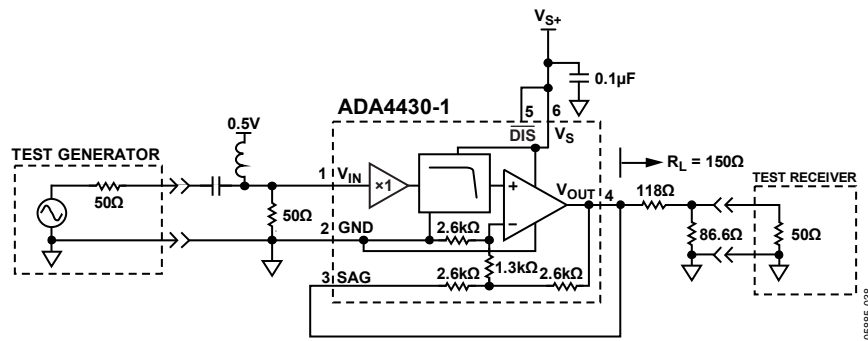 VS+
0.1µF
ADA4430-1
5
6
DIS
VS
0.5V
TEST GENERATOR
50Ω
1
VIN
×1
+
−
VOUT
4
RL = 150Ω
118Ω
TEST RECEIVER
50Ω
2
GND
2.6kΩ
86.6Ω
50Ω
1.3kΩ
3
SAG
2.6kΩ
2.6kΩ
05885-038